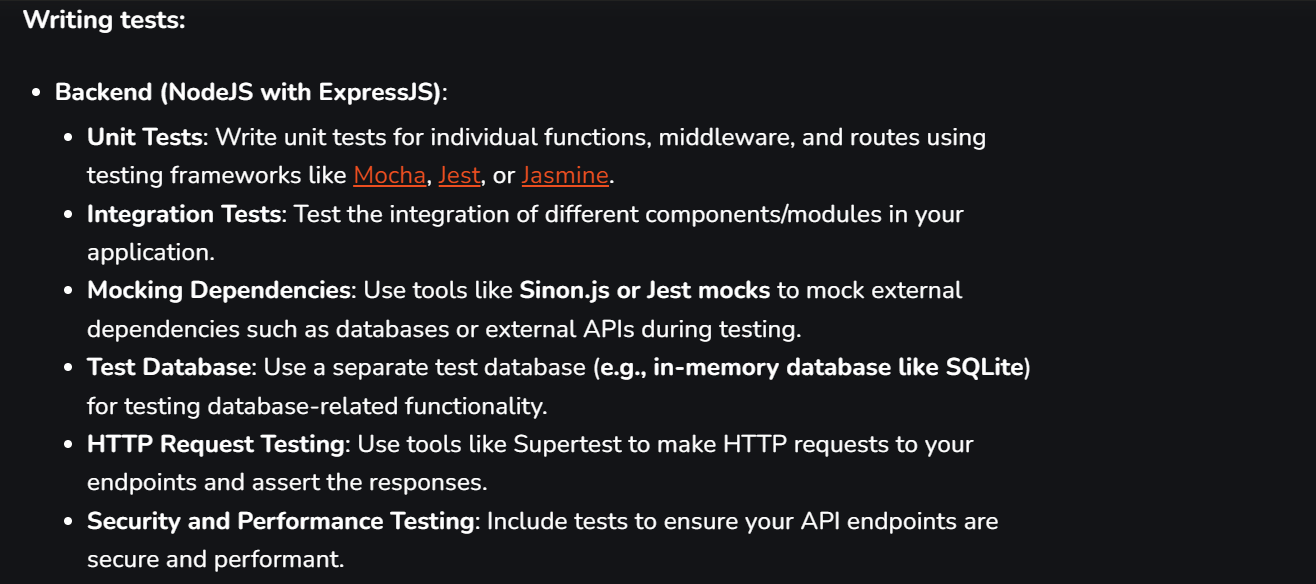 Writing tests:
• Backend (NodeJS with ExpressJS):
• Unit Tests: Write unit tests for individual functions, middleware, and routes using
testing frameworks like Mocha, Jest, or Jasmine.
• Integration Tests: Test the integration of different components/modules in your
application.
• Mocking Dependencies: Use tools like Sinon.js or Jest mocks to mock external
dependencies such as databases or external APIs during testing.
• Test Database: Use a separate test database (e.g., in-memory database like SQLite)
for testing database-related functionality.
• HTTP Request Testing: Use tools like Supertest to make HTTP requests to your
endpoints and assert the responses.
• Security and Performance Testing: Include tests to ensure your API endpoints are
secure and performant.